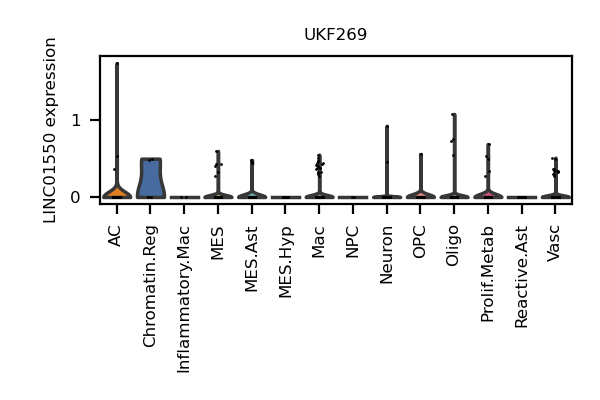 UKF269
LINC01550 expression
1
0
AC
Chromatin.Reg
Inflammatory.Mac
MES
MES.Ast
MES.Hyp
Mac
NPC
Neuron
OPC
Oligo
Prolif.Metab
Reactive.Ast
Vasc